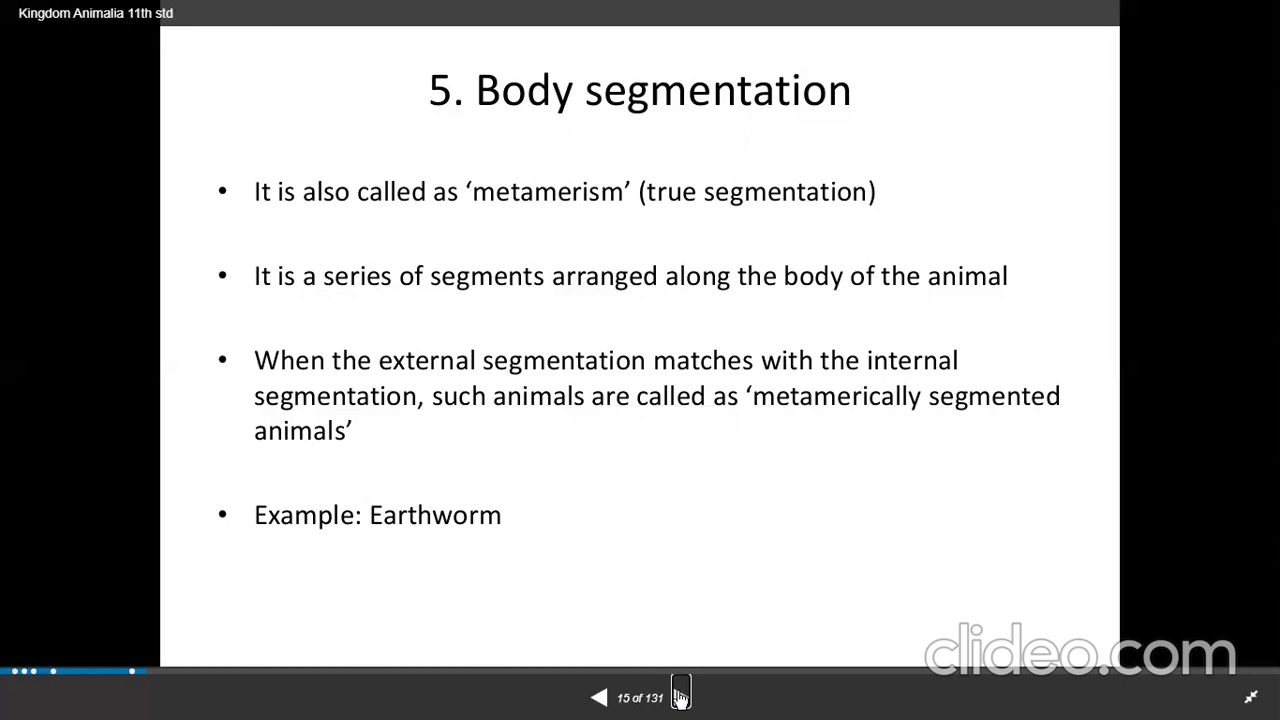 Kingdom Animalia 11th std
5. Body segmentation
• It is also called as ‘metamerism’ (true segmentation)
• It is a series of segments arranged along the body of the animal
• When the external segmentation matches with the internal
segmentation, such animals are called as ‘metamerically segmented
animals’
• Example: Earthworm
clideo.com
15 of 131